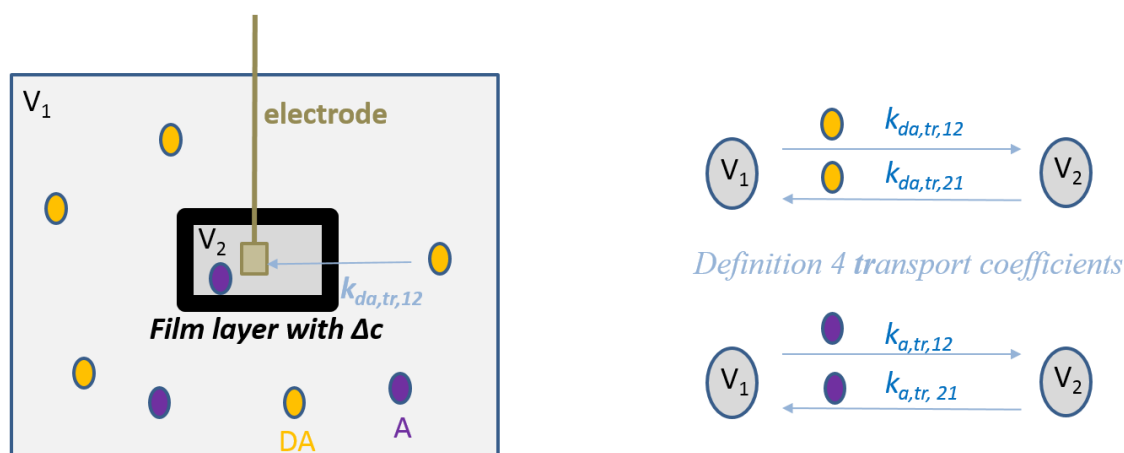 V1
electrode
V2
kda,tr,12
Film layer with Δc
DA
A
kda,tr,12
V1
V2
kda,tr,21
Definition 4 transport coefficients
ka,tr,12
V1
V2
ka,tr, 21